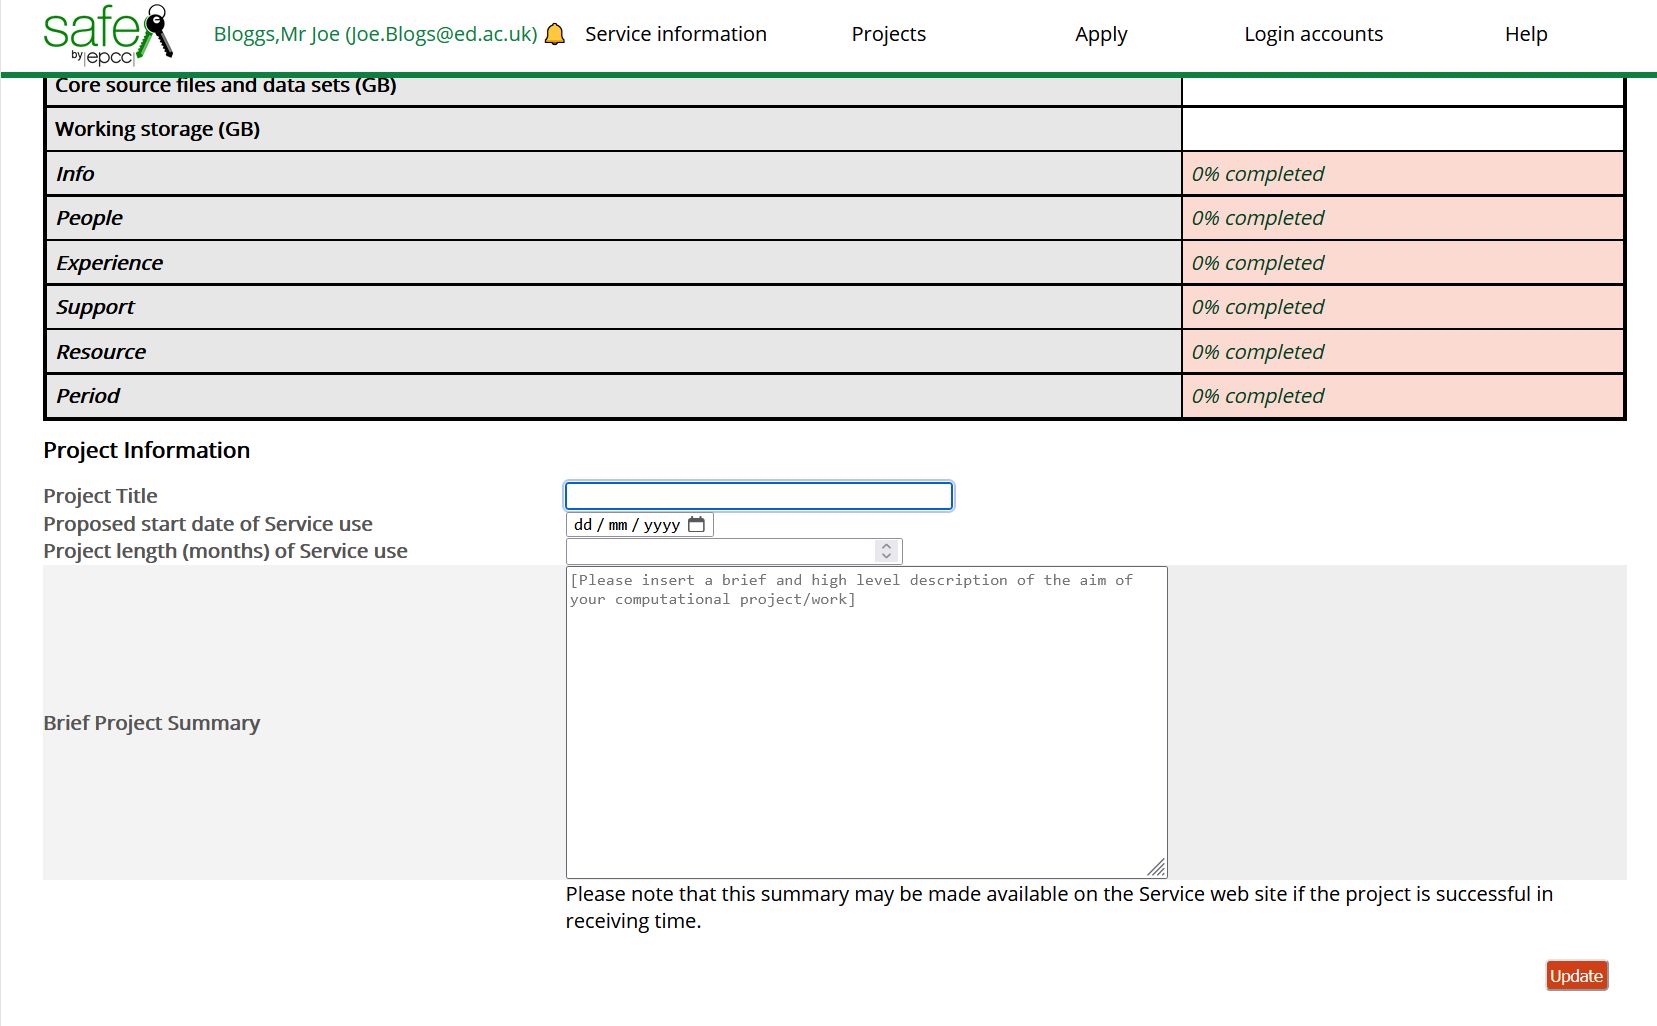 safe
by epcc
Bloggs,Mr Joe (Joe.Blogs@ed.ac.uk) Service information Projects Apply Login accounts Help
Core source files and data sets (GB)
Working storage (GB)
Info 0% completed
People 0% completed
Experience 0% completed
Support 0% completed
Resource 0% completed
Period 0% completed
Project Information
Project Title
Proposed start date of Service use dd/mm/yyyy
Project length (months) of Service use
[Please insert a brief and high level description of the aim of
your computational project/work]
Brief Project Summary
Please note that this summary may be made available on the Service web site if the project is successful in
receiving time.
Update